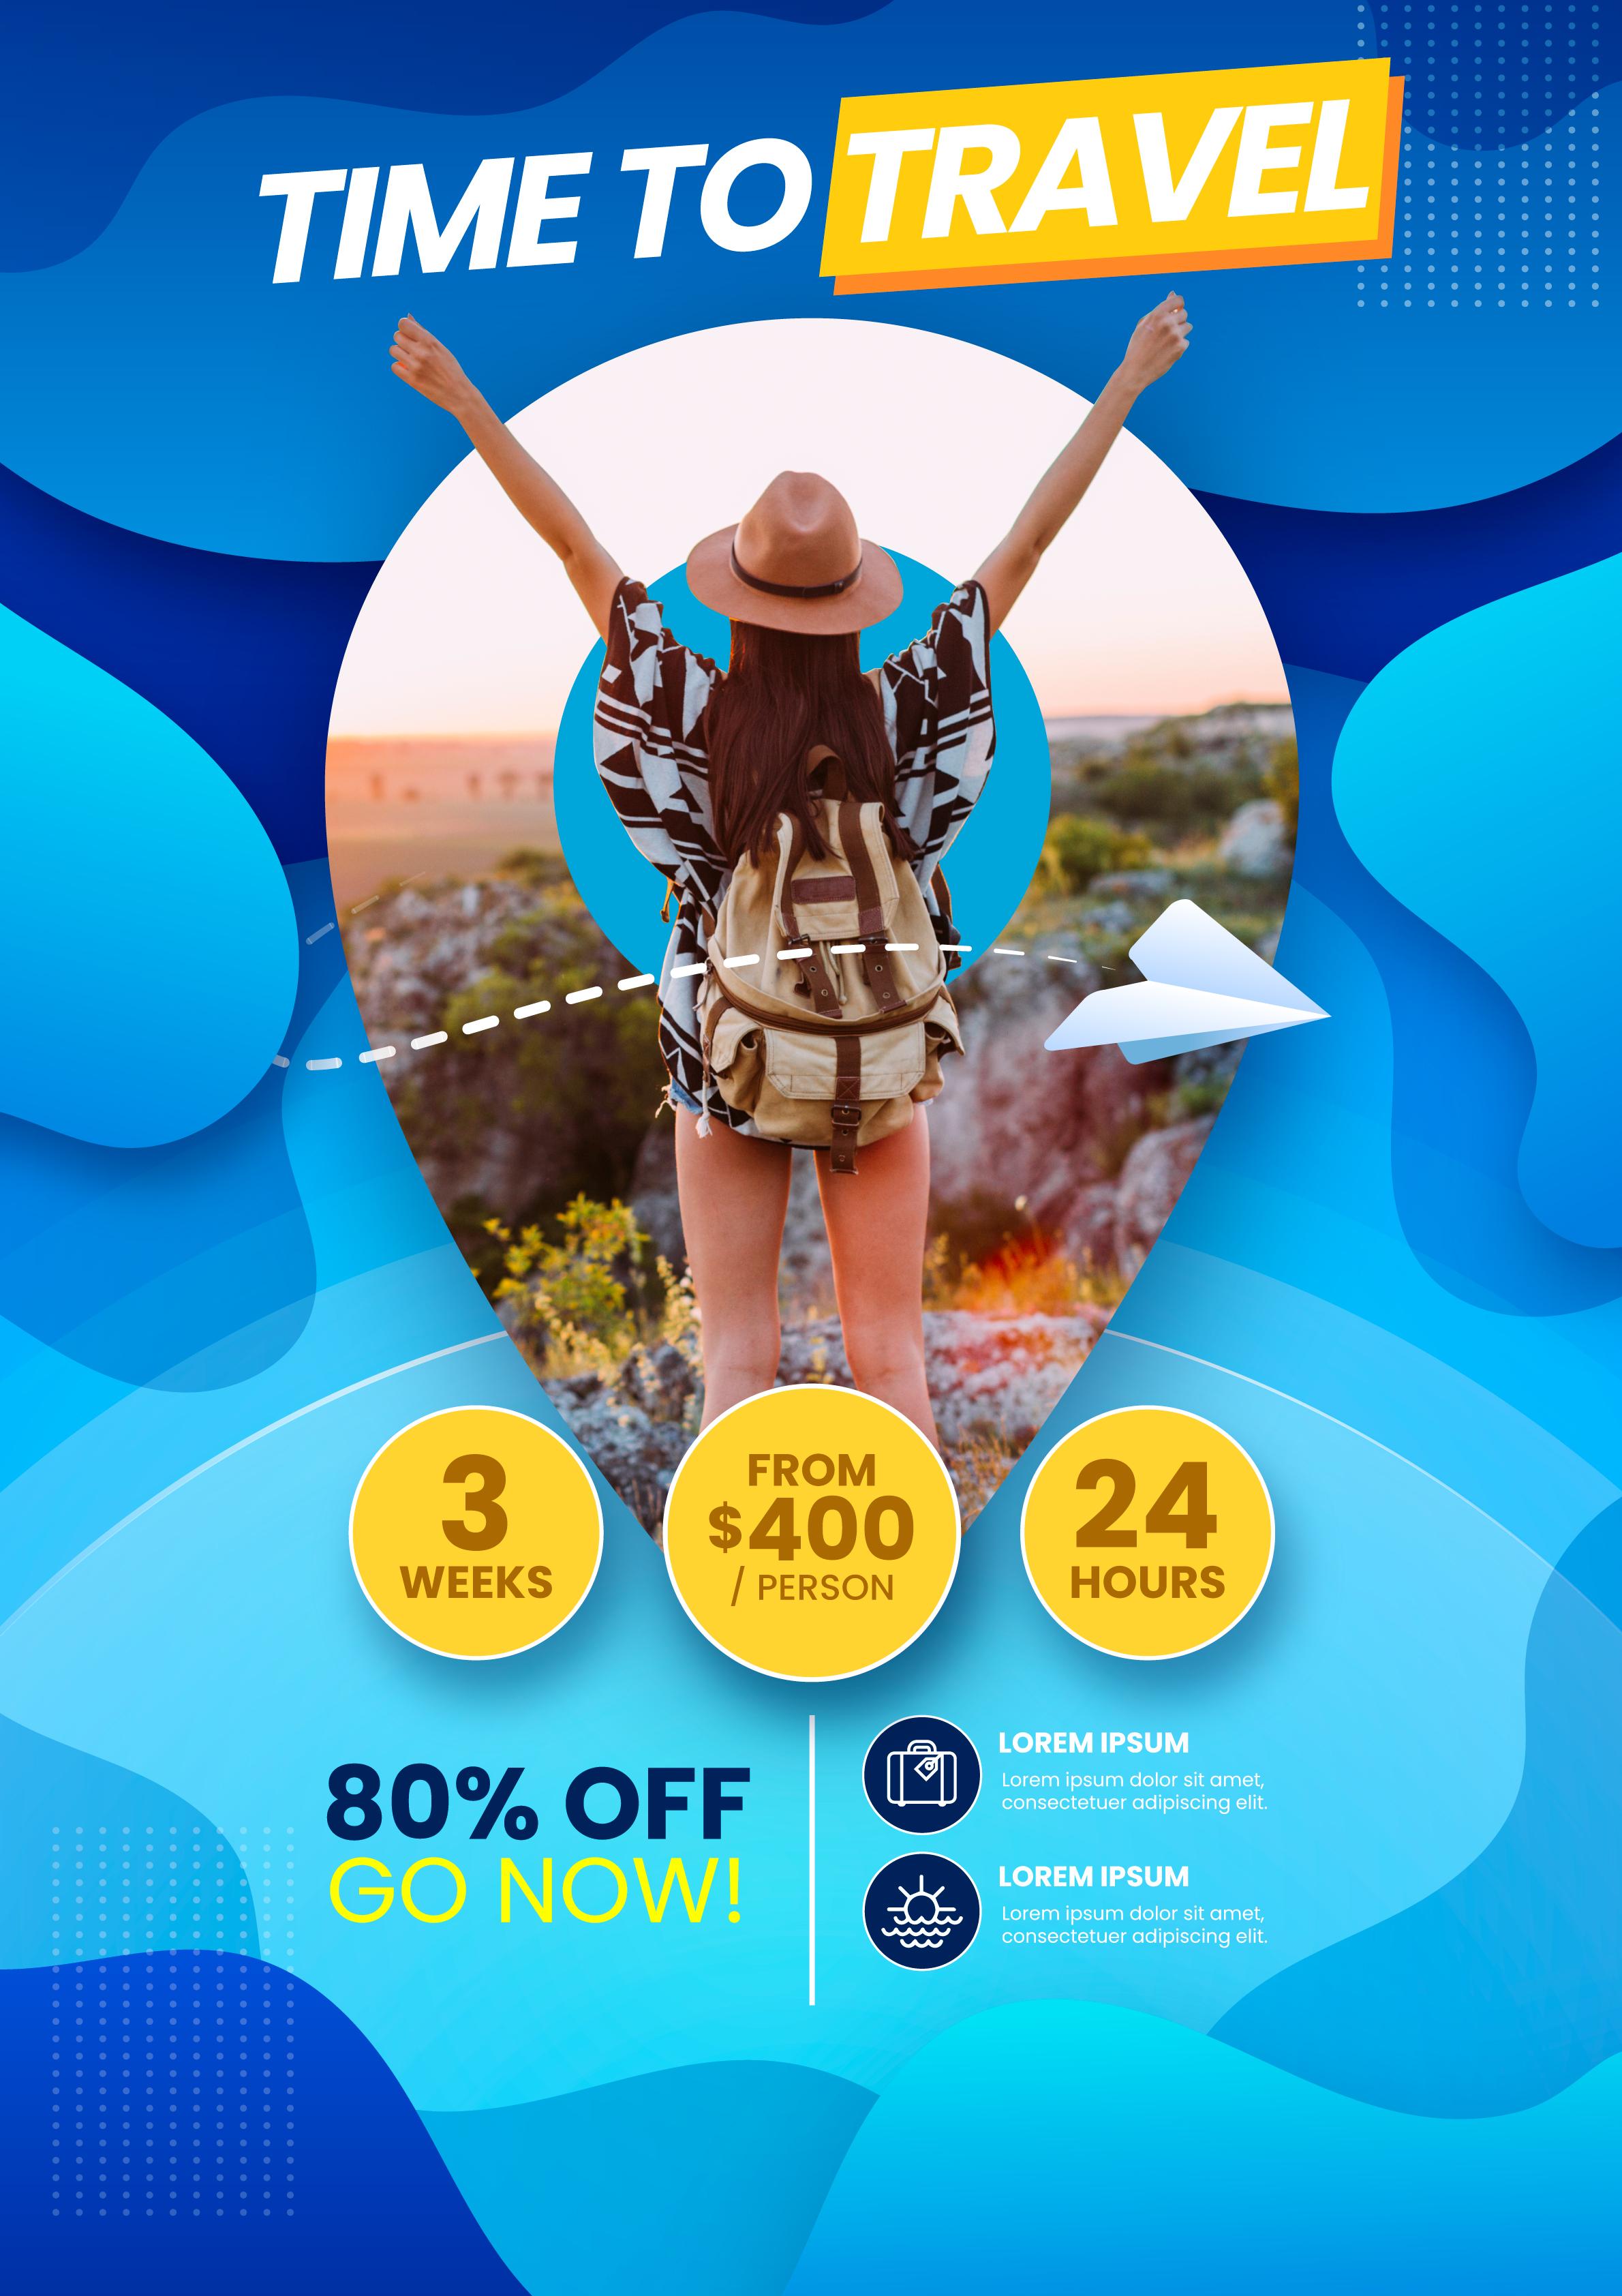 TIME TO TRAVEL
3
WEEKS
FROM
$400
/ PERSON
24
HOURS
80% OFF
GO NOW!
LOREM IPSUM
Lorem ipsum dolor sit amet,
consectetuer adipiscing elit.
LOREM IPSUM
Lorem ipsum dolor sit amet,
consectetuer adipiscing elit.